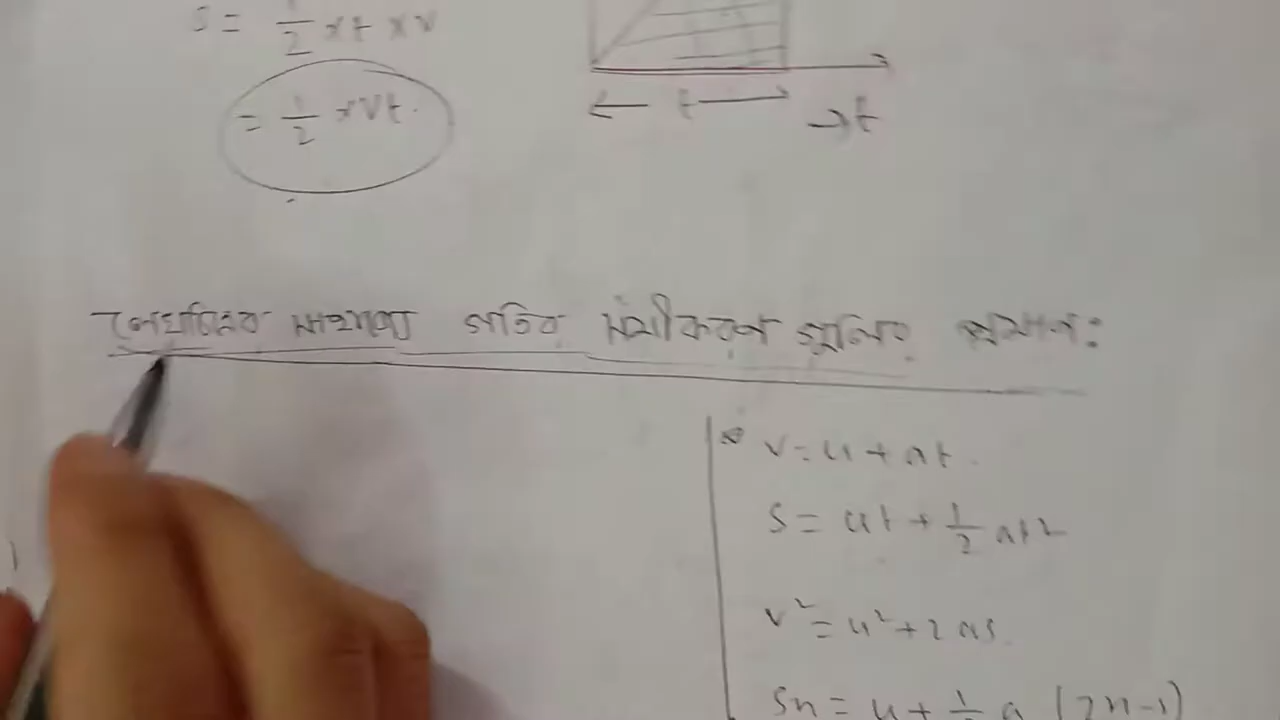 S = 1/2 × t × v
= 1/2 × vt.
t
→ t
লেখচিত্রের সাহায্যে গতির সমীকরণ গুলির প্রমাণ:
v = u + at.
S = ut + 1/2 at²
v² = u² + 2as.
Sn = u + 1/2 a (2n-1)